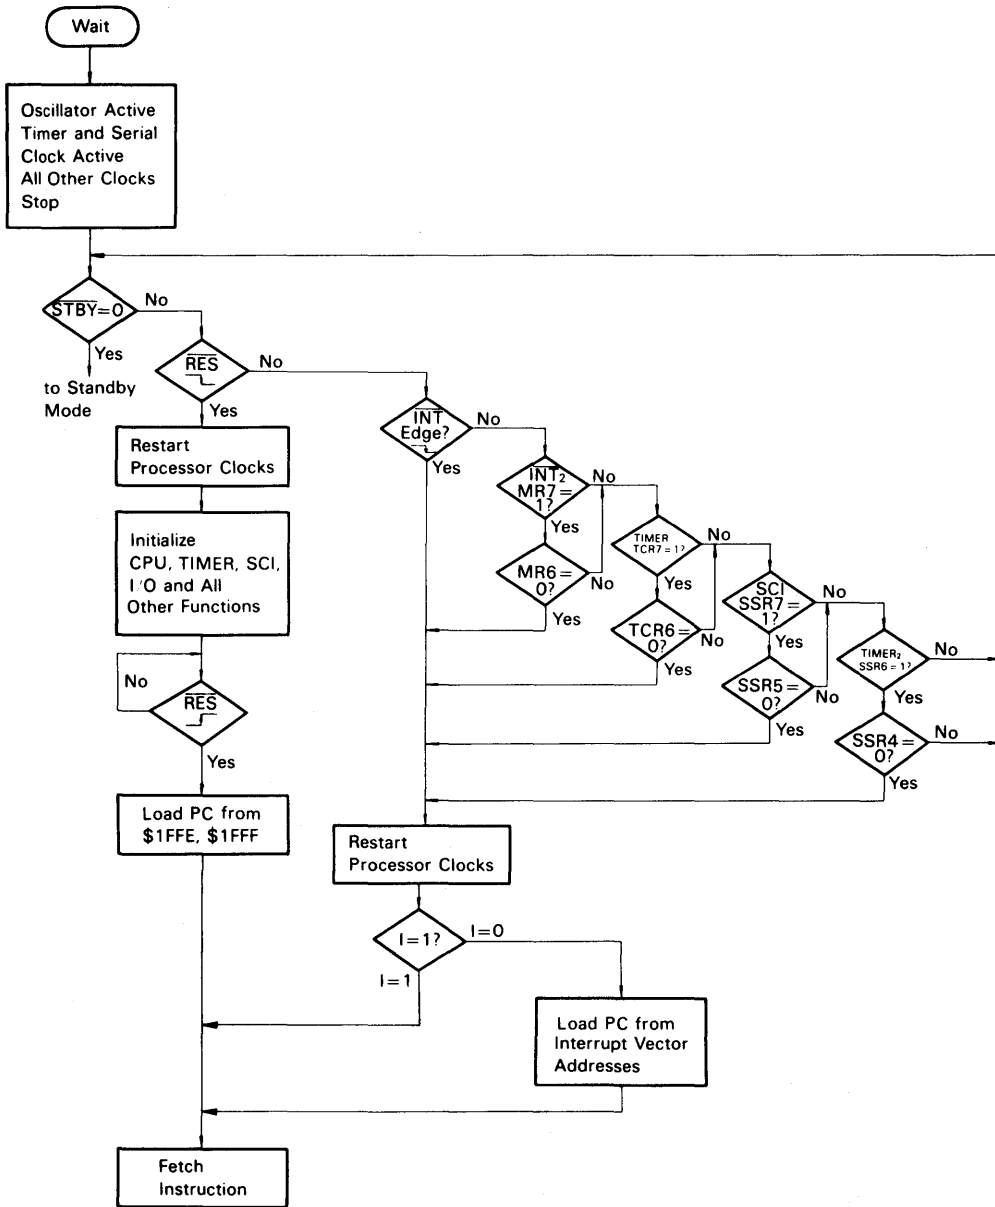 Wait
Oscillator Active
Timer and Serial
Clock Active
All Other Clocks
Stop
STBY=0
No
Yes
to Standby
Mode
RES
No
Yes
Restart
Processor Clocks
Initialize
CPU, TIMER, SCI,
I/O and All
Other Functions
No
RES
Yes
Load PC from
$1FFE, $1FFF
INT
Edge?
No
Yes
INT2
MR7=
1?
No
Yes
MR6=
0?
No
Yes
TIMER
TCR7=1?
No
Yes
TCR6=
0?
No
Yes
SCI
SSR7=
1?
No
Yes
SSR5=
0?
No
Yes
TIMER2
SSR6=1?
No
Yes
SSR4=
0?
No
Yes
Restart
Processor Clocks
I=1?
I=0
I=1
Load PC from
Interrupt Vector
Addresses
Fetch
Instruction